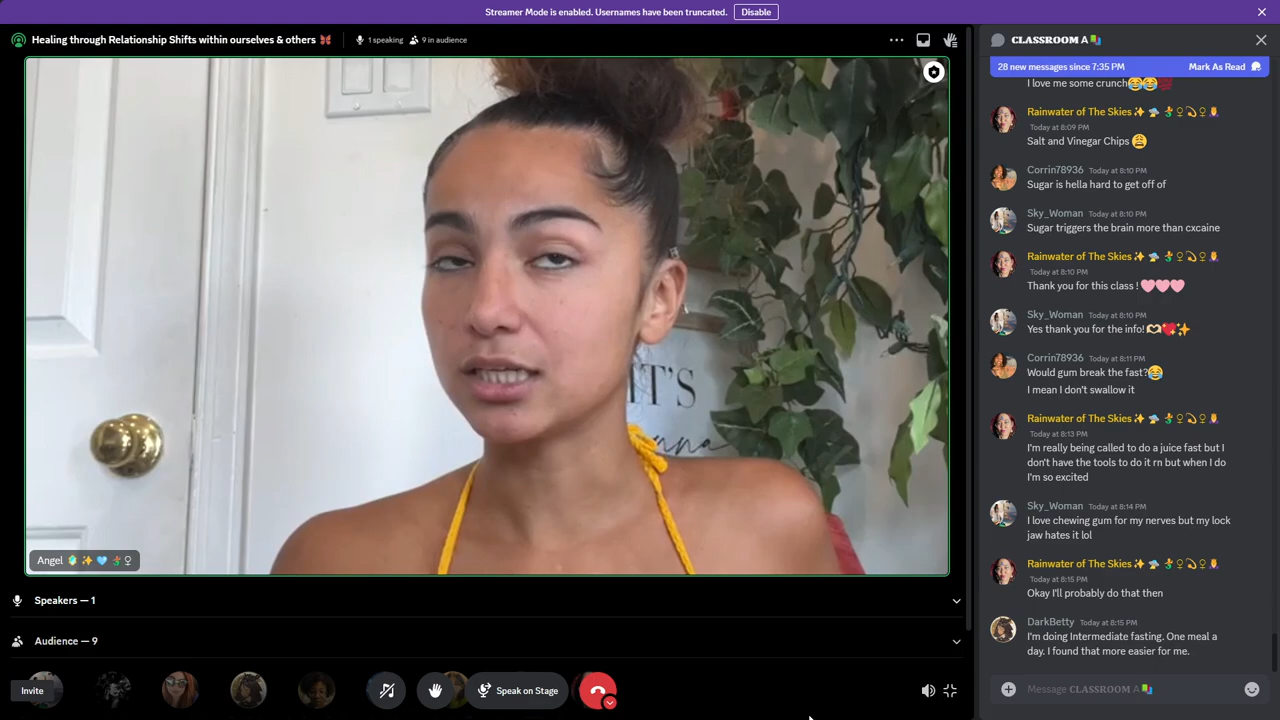 Streamer Mode is enabled. Usernames have been truncated. Disable
Healing through Relationship Shifts within ourselves & others 🦋
1 speaking
9 in audience
IT'S
Angel
Speakers — 1
Audience — 9
Invite
Speak on Stage
CLASSROOM A
28 new messages since 7:35 PM
Mark As Read
I love me some crunch😂😂💯
Rainwater of The Skies
Today at 8:09 PM
Salt and Vinegar Chips 😩
Corrin78936 Today at 8:10 PM
Sugar is hella hard to get off of
Sky_Woman Today at 8:10 PM
Sugar triggers the brain more than cxcaine
Rainwater of The Skies
Today at 8:10 PM
Thank you for this class !🩷🩷🩷
Sky_Woman Today at 8:10 PM
Yes thank you for the info!🫶💖✨
Corrin78936 Today at 8:11 PM
Would gum break the fast?😂
I mean I don't swallow it
Rainwater of The Skies
Today at 8:13 PM
I'm really being called to do a juice fast but I
don't have the tools to do it rn but when I do
I'm so excited
Sky_Woman Today at 8:14 PM
I love chewing gum for my nerves but my lock
jaw hates it lol
Rainwater of The Skies
Today at 8:15 PM
Okay I'll probably do that then
DarkBetty Today at 8:15 PM
I'm doing Intermediate fasting. One meal a
day. I found that more easier for me.
Message CLASSROOM A